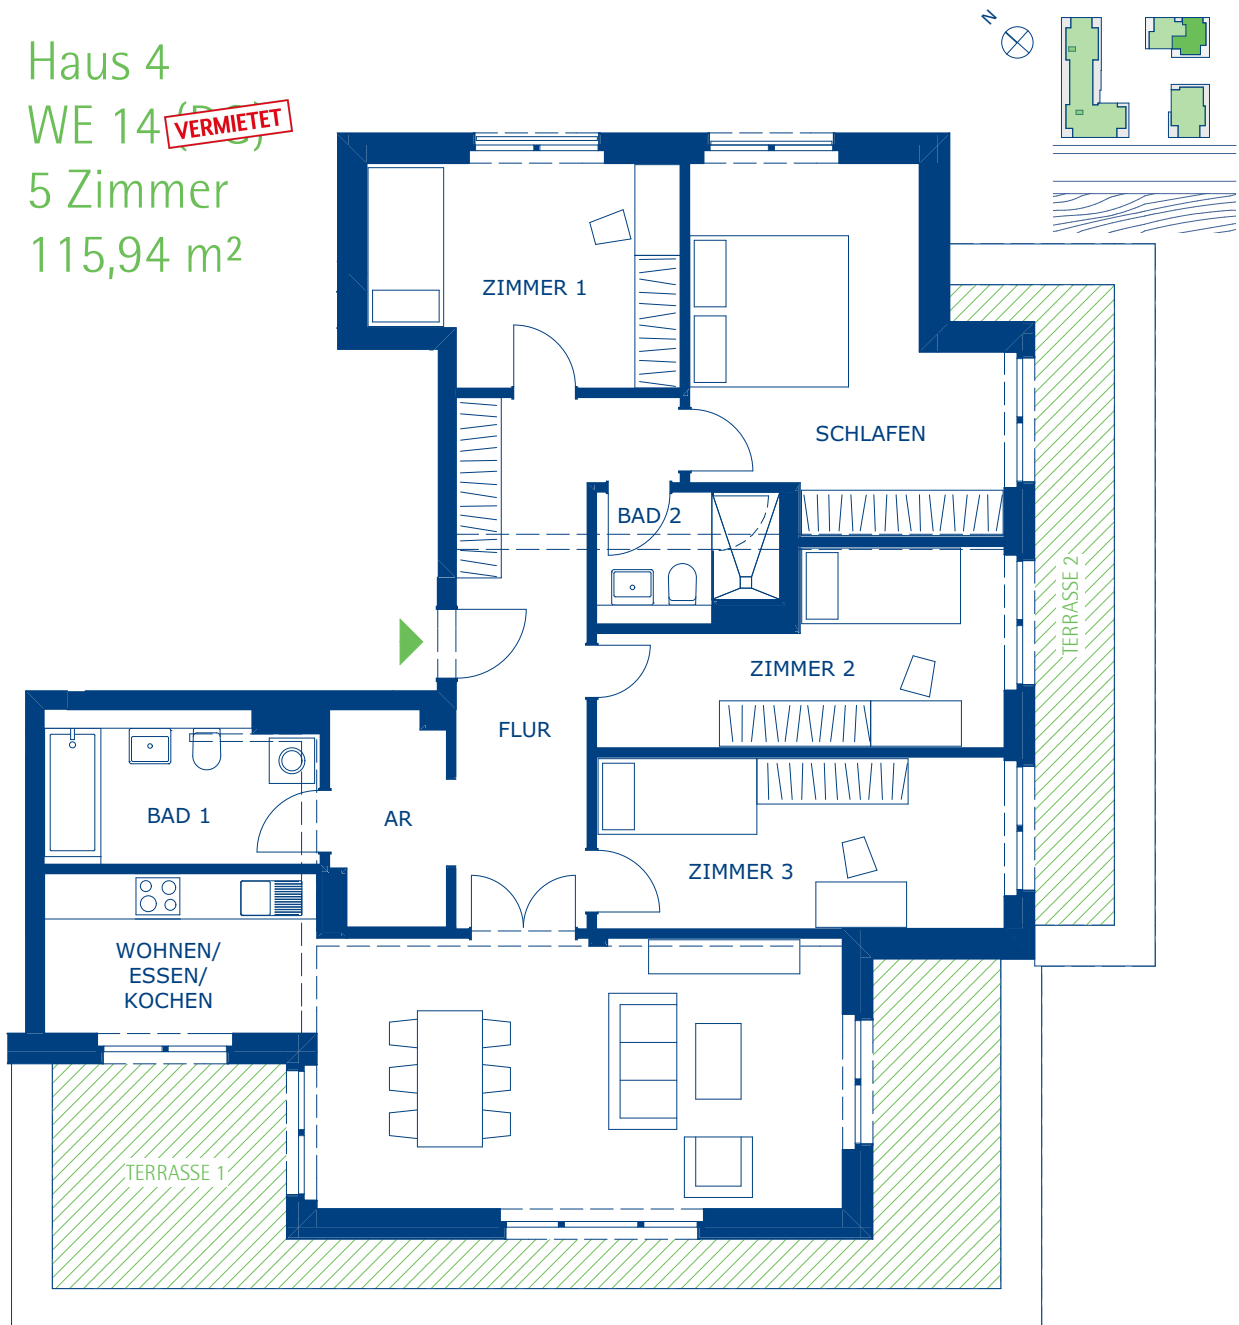 Haus 4
WE 14 (DG)
VERMIETET
5 Zimmer
115,94 m²
N
ZIMMER 1
SCHLAFEN
BAD 2
TERRASSE 2
ZIMMER 2
FLUR
BAD 1
AR
ZIMMER 3
WOHNEN/
ESSEN/
KOCHEN
TERRASSE 1